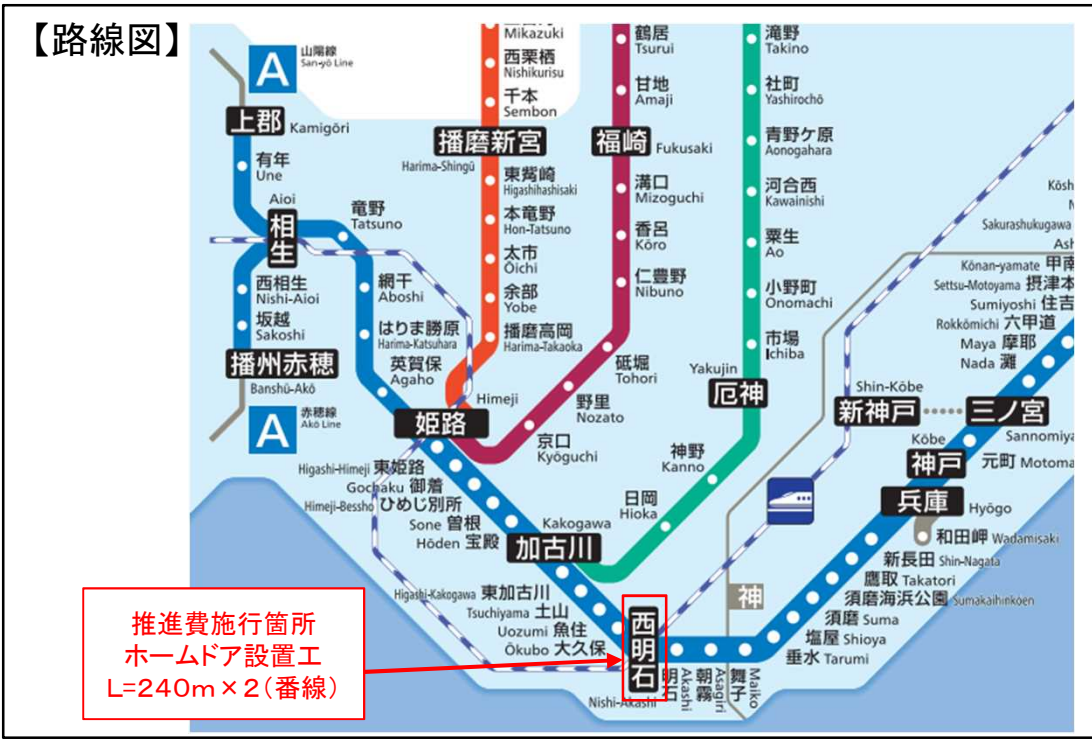 【路線図】
A
山陽線
San-yō Line
上郡 Kamigōri
有年
Une
Aioi
相生
竜野
Tatsuno
西相生
Nishi-Aioi
坂越
Sakoshi
播州赤穂
Banshū-Akō
A
赤穂線
Akō Line
網干
Aboshi
はりま勝原
Harima-Katsuhara
英賀保
Agaho
姫路
Himeji
Mikazuki
西栗栖
Nishikurisu
千本
Sembon
播磨新宮
Harima-Shingū
東觜崎
Higashihashisaki
本竜野
Hon-Tatsuno
太市
Ōichi
余部
Yobe
播磨高岡
Harima-Takaoka
鶴居
Tsurui
甘地
Amaji
福崎 Fukusaki
溝口
Mizoguchi
香呂
Kōro
仁豊野
Nibuno
砥堀
Tohori
野里
Nozato
京口
Kyōguchi
滝野
Takino
社町
Yashirochō
青野ケ原
Aonogahara
河合西
Kawainishi
粟生
Ao
小野町
Onomachi
市場
Ichiba
Yakujin
厄神
神野
Kanno
日岡
Hioka
Higashi-Himeji 東姫路
Gochaku 御着
Himeji-Bessho ひめじ別所
Sone 曽根
Hōden 宝殿
Kakogawa
加古川
Higashi-Kakogawa 東加古川
Tsuchiyama 土山
Uozumi 魚住
Ōkubo 大久保
西明石
Nishi-Akashi
明石
Akashi
朝霧
Asagiri
舞子
Maiko
垂水 Tarumi
塩屋 Shioya
須磨 Suma
須磨海浜公園 Sumakaihinkōen
鷹取 Takatori
新長田 Shin-Nagata
和田岬 Wadamisaki
兵庫 Hyōgo
Kōbe
神戸
元町 Motoma
三ノ宮
Sannomiya
Shin-Kōbe
新神戸
神
Nada 灘
Maya 摩耶
Rokkōmichi 六甲道
Sumiyoshi 住吉
Settsu-Motoyama 摂津本
Kōnan-yamate 甲南
Ash
Sakurashukugawa
Kōsh
推進費施行箇所
ホームドア設置工
L=240m×2（番線）